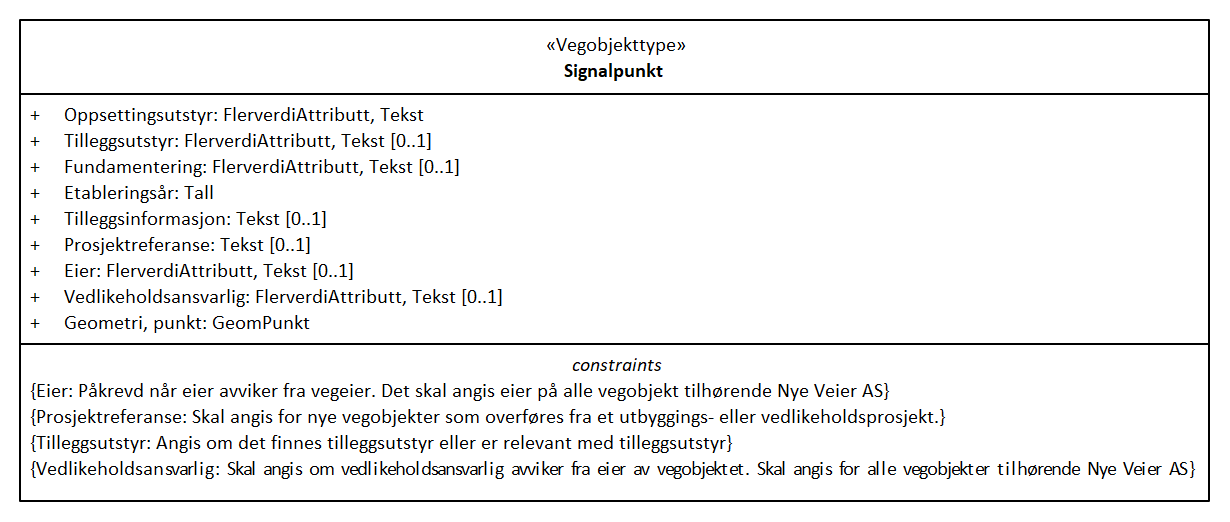 «Vegobjekttype»
Signalpunkt
+ Oppsettingsutstyr: FlerverdiAttributt, Tekst
+ Tilleggsutstyr: FlerverdiAttributt, Tekst [0..1]
+ Fundamentering: FlerverdiAttributt, Tekst [0..1]
+ Etableringsår: Tall
+ Tilleggsinformasjon: Tekst [0..1]
+ Prosjektreferanse: Tekst [0..1]
+ Eier: FlerverdiAttributt, Tekst [0..1]
+ Vedlikeholdsansvarlig: FlerverdiAttributt, Tekst [0..1]
+ Geometri, punkt: GeomPunkt
constraints
{Eier: Påkrevd når eier avviker fra vegeier. Det skal angis eier på alle vegobjekt tilhørende Nye Veier AS}
{Prosjektreferanse: Skal angis for nye vegobjekter som overføres fra et utbyggings- eller vedlikeholdsprosjekt.}
{Tilleggsutstyr: Angis om det finnes tilleggsutstyr eller er relevant med tilleggsutstyr}
{Vedlikeholdsansvarlig: Skal angis om vedlikeholdsansvarlig avviker fra eier av vegobjektet. Skal angis for alle vegobjekter tilhørende Nye Veier AS}